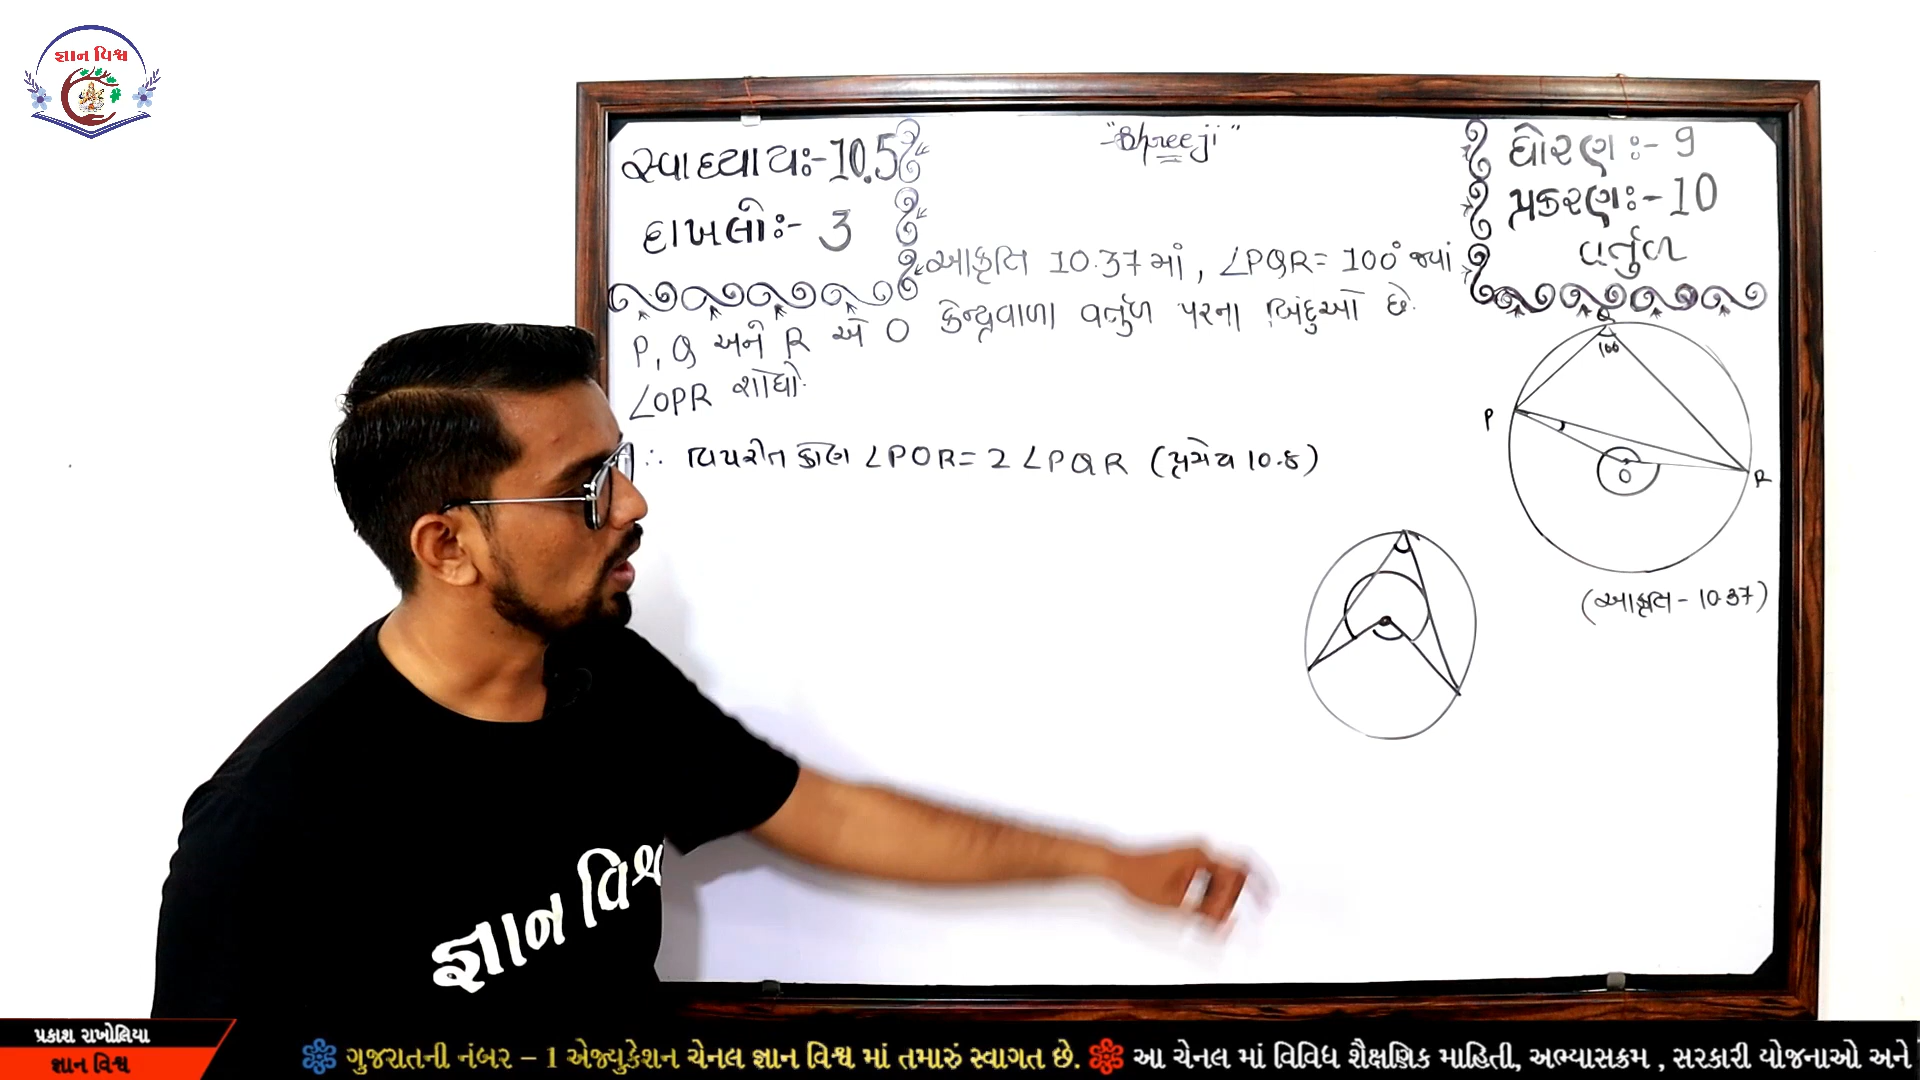 જ્ઞાન વિશ્વ
સ્વાધ્યાયઃ- 10.5
દાખલોઃ- 3
"Shreeji"
ધોરણઃ- 9
પ્રકરણઃ- 10
વર્તુળ
આકૃતિ 10.37માં, ∠PQR = 100° જ્યાં
P, Q અને R એ O કેન્દ્રવાળા વર્તુળ પરના બિંદુઓ છે.
∠OPR શોધો.
∴ વિપરીત કોણ ∠POR = 2 ∠PQR (પ્રમેય 10.8)
Q
100
P
O
R
(આકૃતિ - 10.37)
જ્ઞાન વિશ્વ
પ્રકાશ રાખોલિયા
જ્ઞાન વિશ્વ
ગુજરાતની નંબર – 1 એજ્યુકેશન ચેનલ જ્ઞાન વિશ્વ માં તમારું સ્વાગત છે. આ ચેનલ માં વિવિધ શૈક્ષણિક માહિતી, અભ્યાસક્રમ , સરકારી યોજનાઓ અને